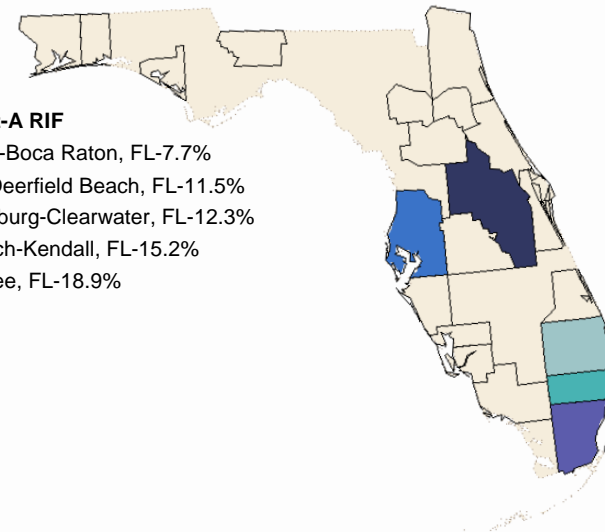 -A RIF
-Boca Raton, FL-7.7%
Deerfield Beach, FL-11.5%
burg-Clearwater, FL-12.3%
ch-Kendall, FL-15.2%
ee, FL-18.9%